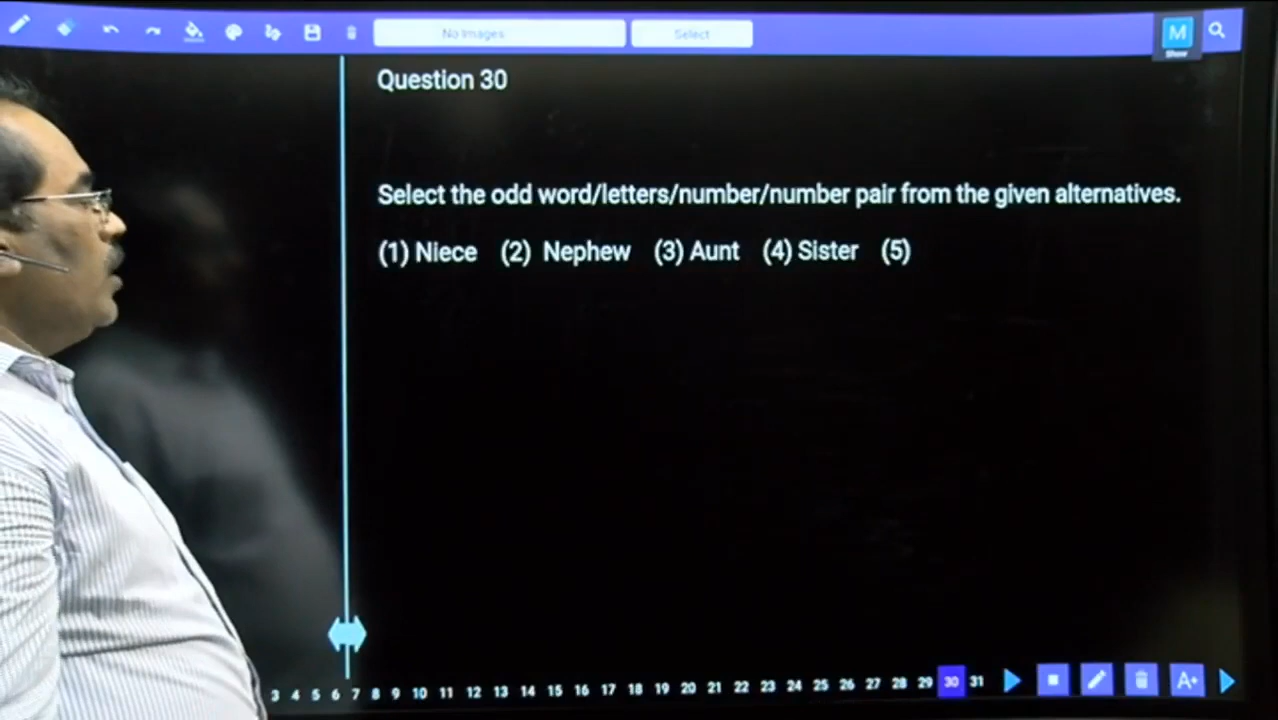 No Images Select M
Show
Question 30
Select the odd word/letters/number/number pair from the given alternatives.
(1) Niece (2) Nephew (3) Aunt (4) Sister (5)
3 4 5 6 7 8 9 10 11 12 13 14 15 16 17 18 19 20 21 22 23 24 25 26 27 28 29 30 31 A+